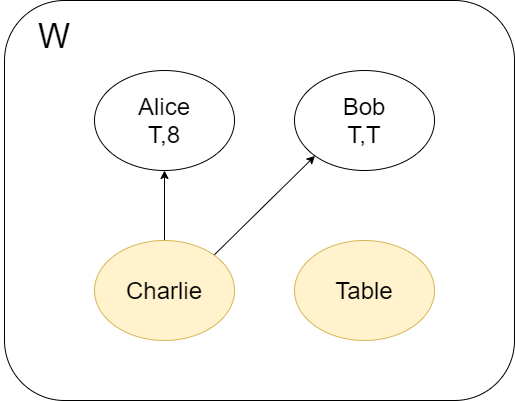 W
Alice
T,8
Bob
T,T
Charlie
Table